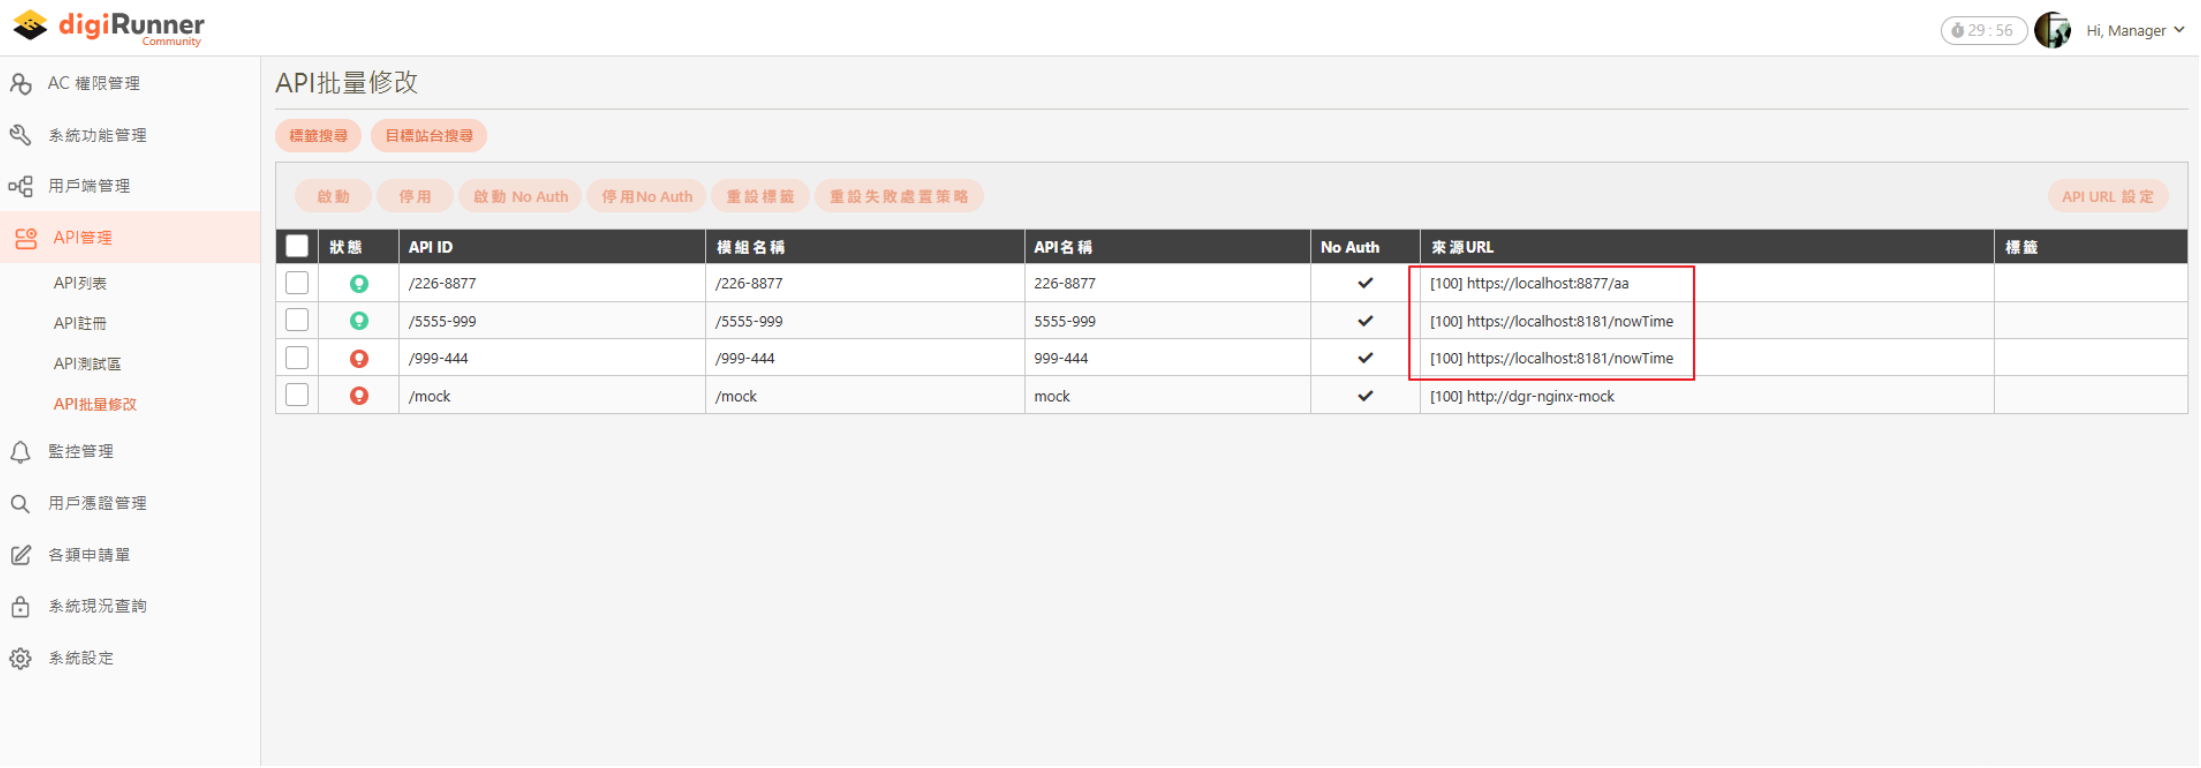 digiRunner
Community
29 : 56
Hi, Manager
AC 權限管理
系統功能管理
用戶端管理
API管理
API列表
API註冊
API測試區
API批量修改
監控管理
用戶憑證管理
各類申請單
系統現況查詢
系統設定
API批量修改
標籤搜尋 目標站台搜尋
啟動 停用 啟動 No Auth 停用No Auth 重設標籤 重設失敗處置策略 API URL 設定
狀態 API ID 模組名稱 API名稱 No Auth 來源URL 標籤
/226-8877 /226-8877 226-8877 [100] https://localhost:8877/aa
/5555-999 /5555-999 5555-999 [100] https://localhost:8181/nowTime
/999-444 /999-444 999-444 [100] https://localhost:8181/nowTime
/mock /mock mock [100] http://dgr-nginx-mock